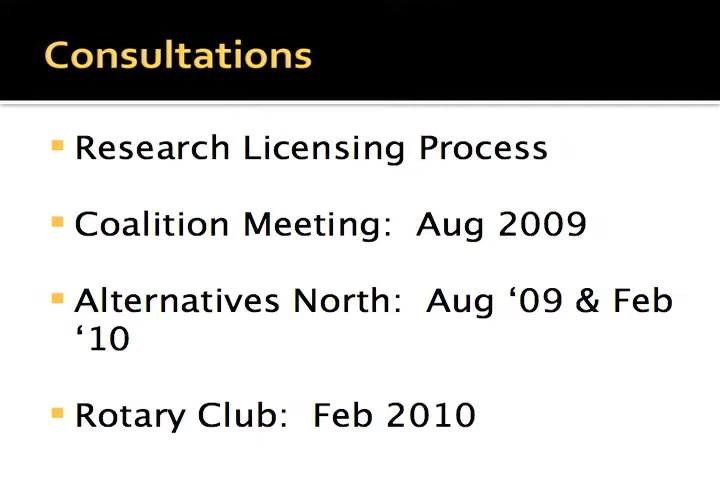 Consultations
Research Licensing Process
Coalition Meeting: Aug 2009
Alternatives North: Aug ‘09 & Feb
‘10
Rotary Club: Feb 2010